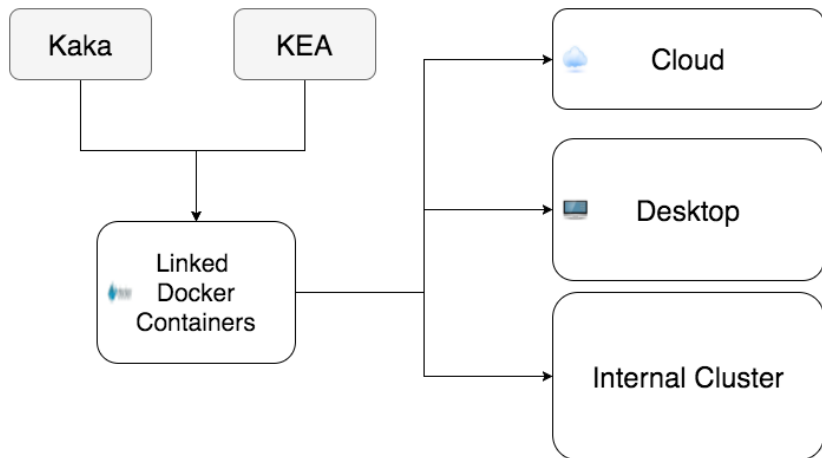 Kaka
KEA
Cloud
Desktop
Linked
Docker
Containers
Internal Cluster